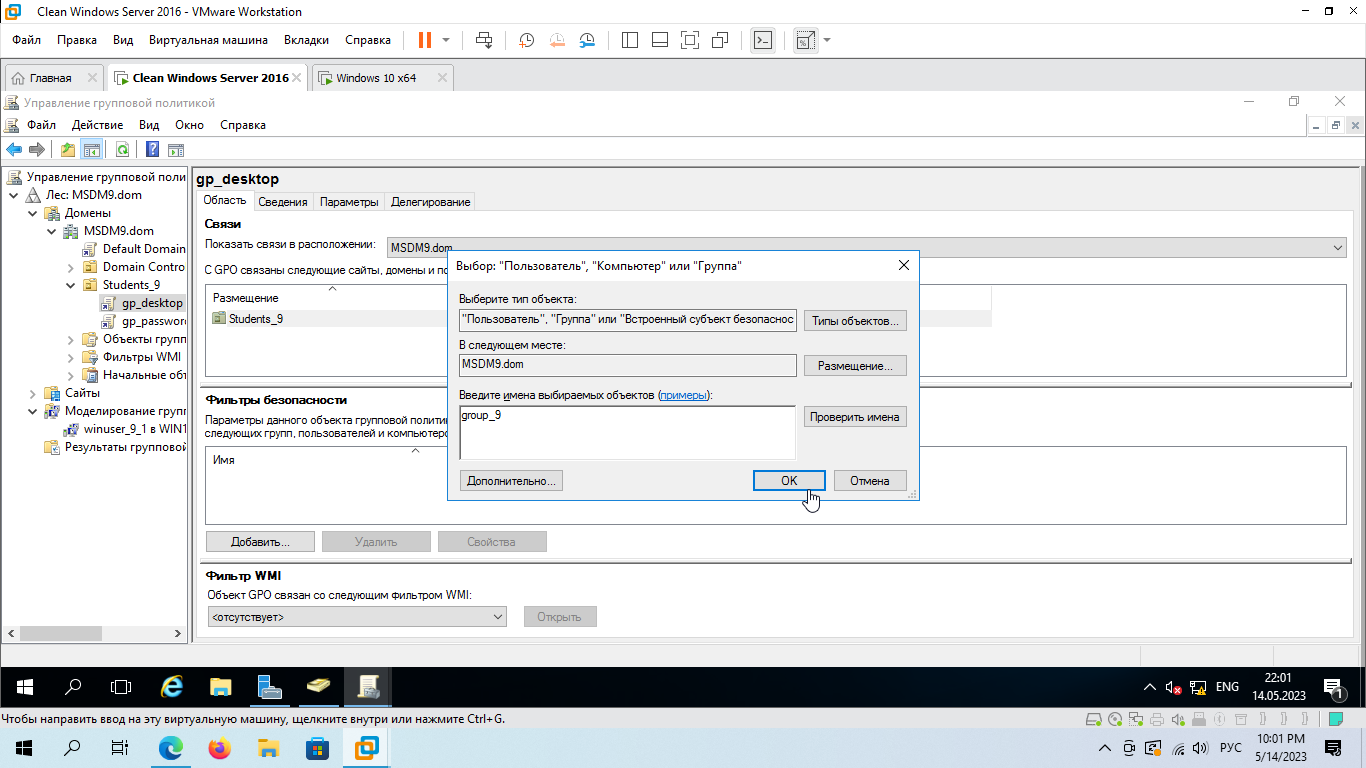 Clean Windows Server 2016 - VMware Workstation
Файл Правка Вид Виртуальная машина Вкладки Справка
Главная Clean Windows Server 2016 Windows 10 x64
Управление групповой политикой
Файл Действие Вид Окно Справка
Управление групповой поли
Лес: MSDM9.dom
Домены
MSDM9.dom
Default Domain
Domain Contro
Students_9
gp_desktop
gp_passwor
Объекты групп
Фильтры WMI
Начальные об
Сайты
Моделирование групп
winuser_9_1 в WIN1
Результаты групповой
gp_desktop
Область Сведения Параметры Делегирование
Связи
Показать связи в расположении: MSDM9.dom
С GPO связаны следующие сайты, домены и по
Размещение
Students_9
Фильтры безопасности
Параметры данного объекта групповой полити
следующих групп, пользователей и компьютеро
Имя
Добавить... Удалить Свойства
Фильтр WMI
Объект GPO связан со следующим фильтром WMI:
<отсутствует> Открыть
Выбор: "Пользователь", "Компьютер" или "Группа"
Выберите тип объекта:
"Пользователь", "Группа" или "Встроенный субъект безопаснос Типы объектов...
В следующем месте:
MSDM9.dom Размещение...
Введите имена выбираемых объектов (примеры):
group_9 Проверить имена
Дополнительно... OK Отмена
ENG 22:01
14.05.2023
1
Чтобы направить ввод на эту виртуальную машину, щелкните внутри или нажмите Ctrl+G.
РУС 10:01 PM
5/14/2023